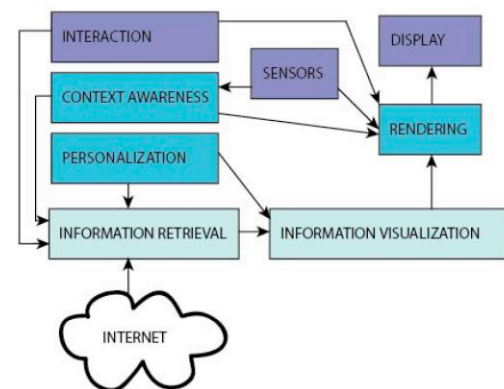 INTERACTION
DISPLAY
SENSORS
CONTEXT AWARENESS
RENDERING
PERSONALIZATION
INFORMATION RETRIEVAL
INFORMATION VISUALIZATION
INTERNET